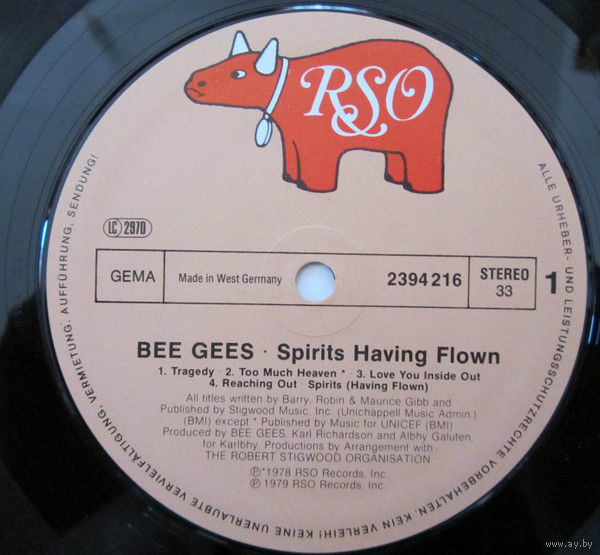 RSO
LC 2970
GEMA Made in West Germany 2394 216 STEREO 33 1
BEE GEES · Spirits Having Flown
1. Tragedy · 2. Too Much Heaven * · 3. Love You Inside Out
4. Reaching Out · Spirits (Having Flown)
All titles written by Barry, Robin & Maurice Gibb and
Published by Stigwood Music, Inc. (Unichappell Music Admin.)
(BMI) except * Published by Music for UNICEF (BMI)
Produced by BEE GEES, Karl Richardson and Albhy Galuten,
for Karlbhy Productions by Arrangement with
THE ROBERT STIGWOOD ORGANISATION
℗ *1978 RSO Records, Inc.
℗ 1979 RSO Records, Inc.
ALLE URHEBER- UND LEISTUNGSSCHUTZRECHTE VORBEHALTEN. KEIN VERLEIH! KEINE UNERLAUBTE VERVIELFÄLTIGUNG, VERMIETUNG, AUFFÜHRUNG, SENDUNG!
www.ay.by